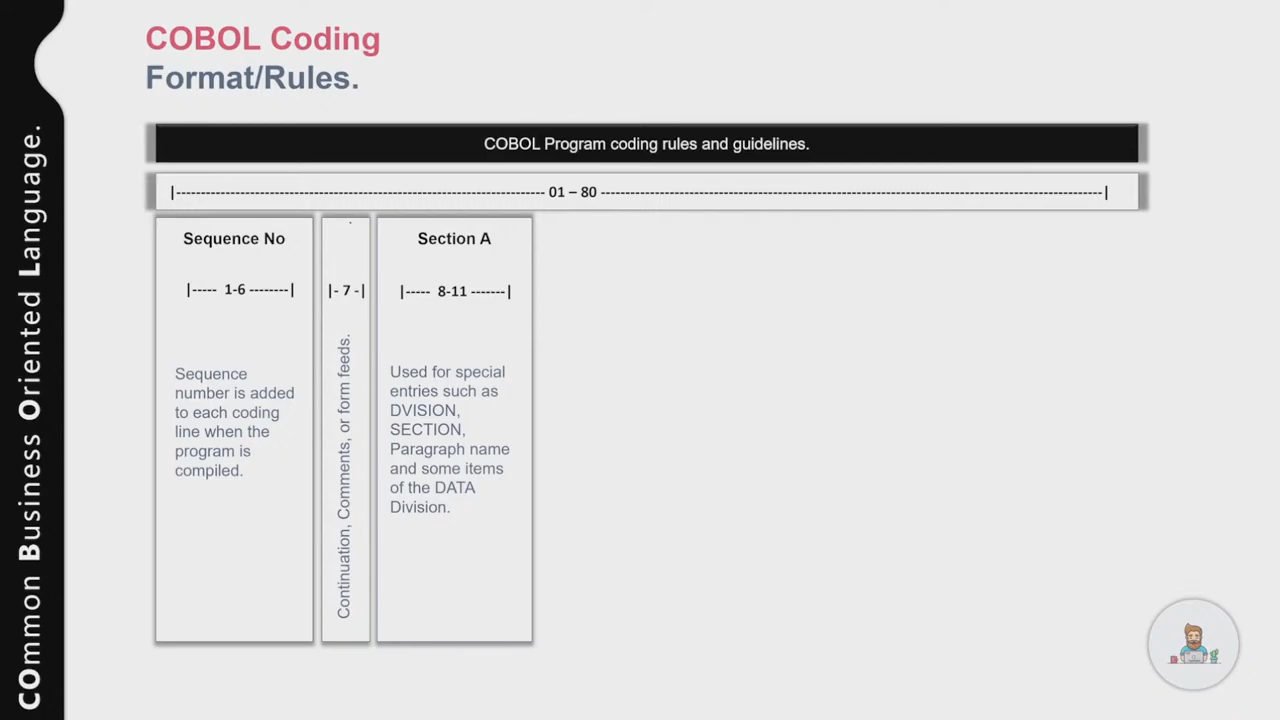 COBOL Coding
Format/Rules.
COBOL Program coding rules and guidelines.
|--------------------------------------------------------------------------- 01 – 80 ---------------------------------------------------------------------------------|
Sequence No
|----- 1-6 --------|
Sequence
number is added
to each coding
line when the
program is
compiled.
|- 7 -|
Continuation, Comments, or form feeds.
Section A
|----- 8-11 -------|
Used for special
entries such as
DVISION,
SECTION,
Paragraph name
and some items
of the DATA
Division.
COmmon Business Oriented Language.